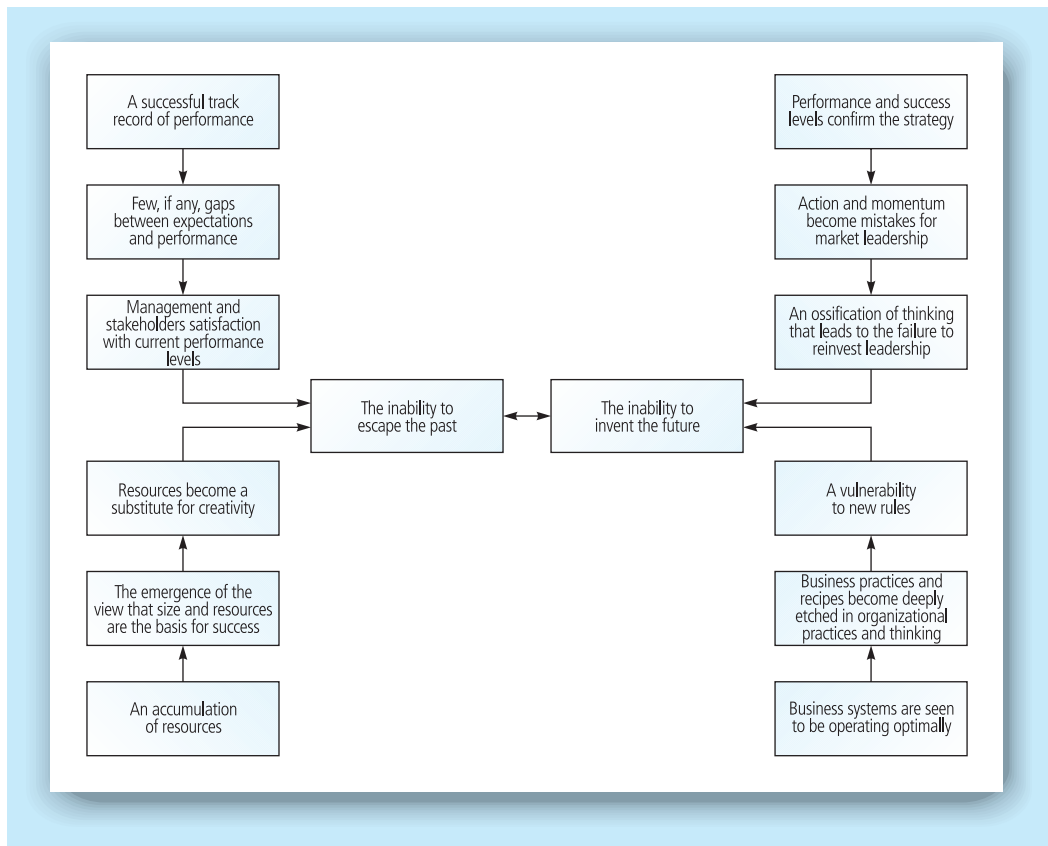 A successful track
record of performance
Few, if any, gaps
between expectations
and performance
Management and
stakeholders satisfaction
with current performance
levels
The inability to
escape the past
Resources become a
substitute for creativity
The emergence of the
view that size and resources
are the basis for success
An accumulation
of resources
Performance and success
levels confirm the strategy
Action and momentum
become mistakes for
market leadership
An ossification of thinking
that leads to the failure to
reinvest leadership
The inability to
invent the future
A vulnerability
to new rules
Business practices and
recipes become deeply
etched in organizational
practices and thinking
Business systems are seen
to be operating optimally